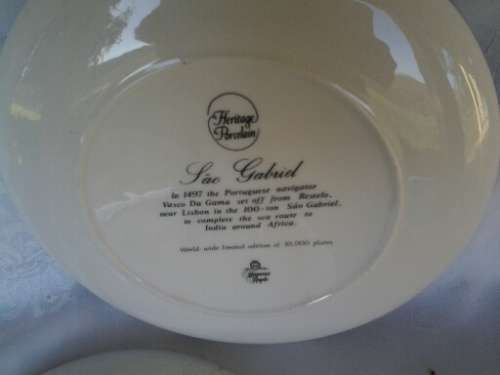 Heritage
Porcelain
São Gabriel
In 1497 the Portuguese navigator
Vasco Da Gama set off from Restelo,
near Lisbon in the 100-ton São Gabriel,
to complete the sea route to
India around Africa.
World-wide limited edition of 10,000 plates